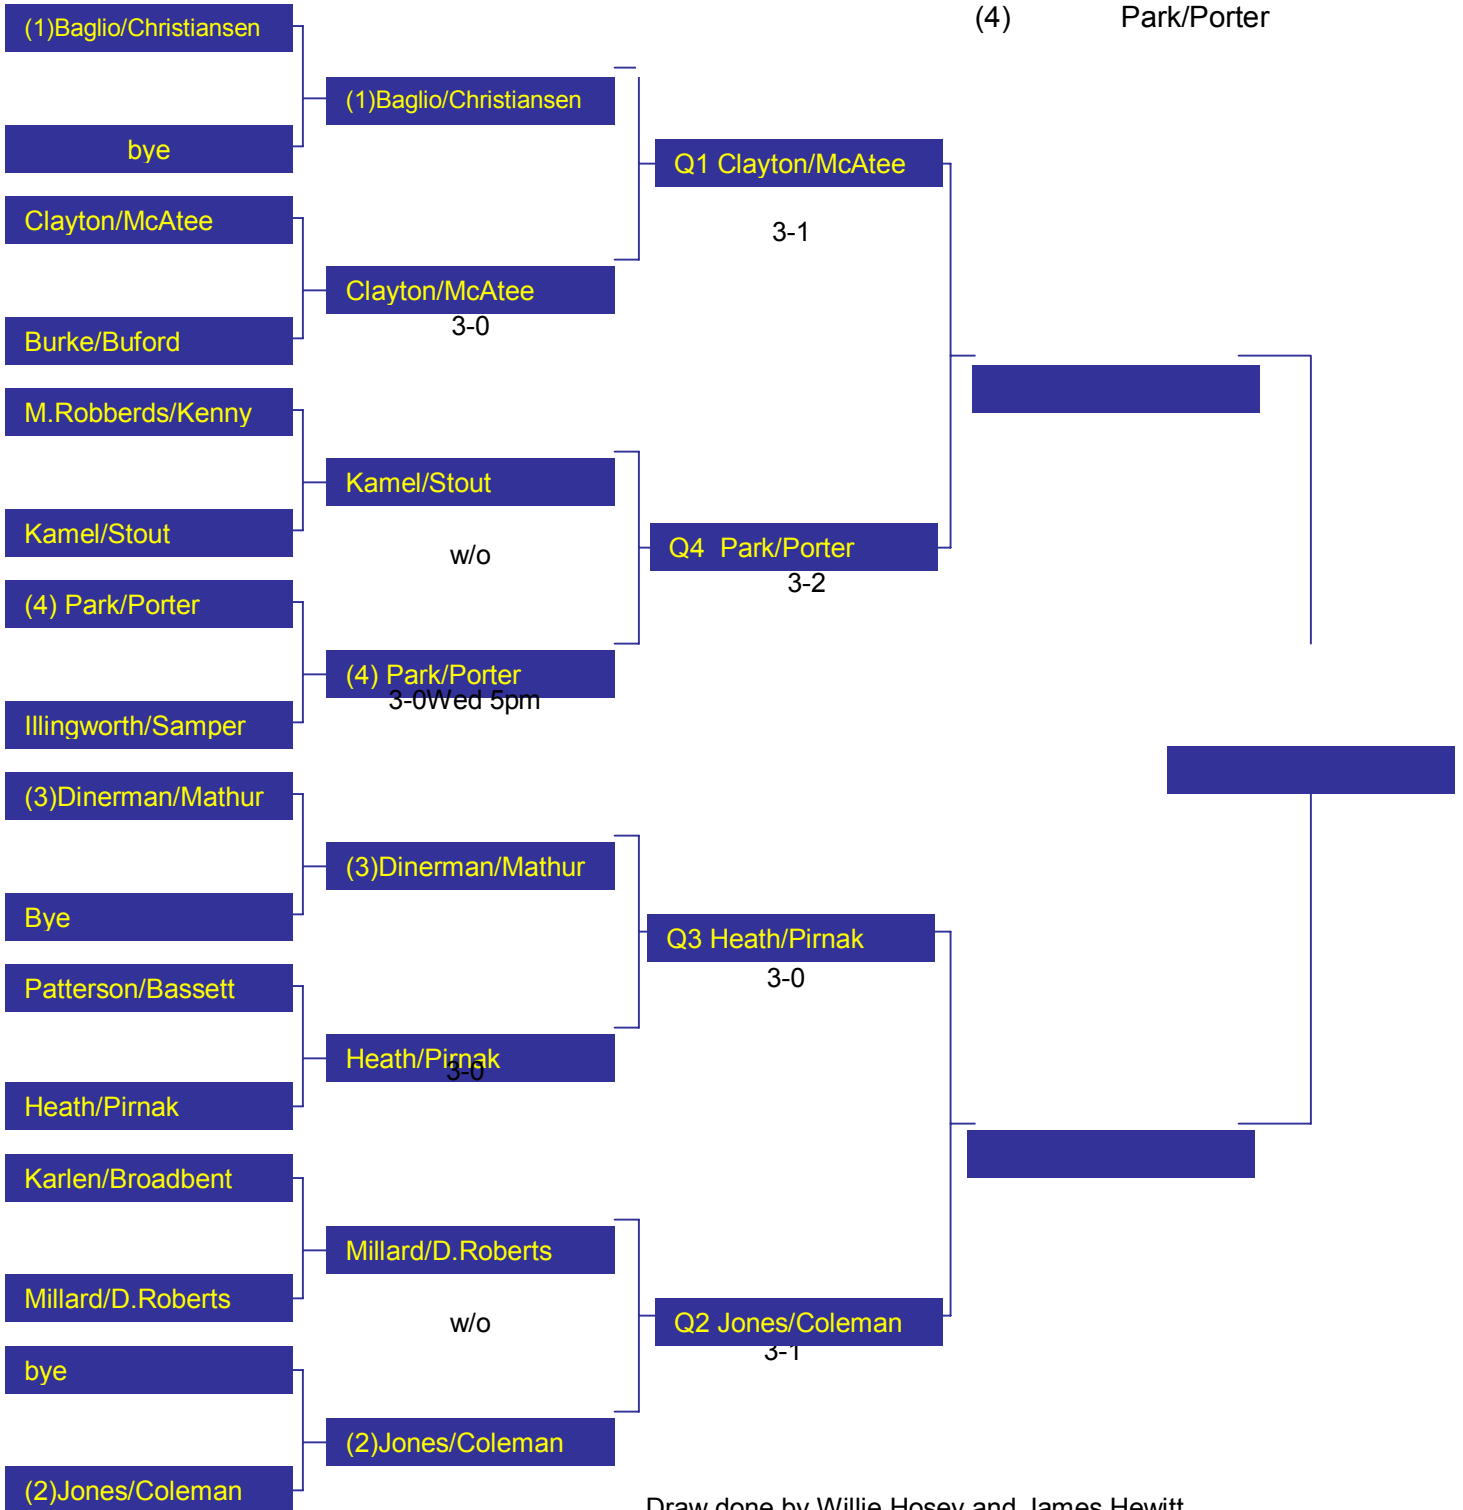 (4) Park/Porter
(1)Baglio/Christiansen
bye
Clayton/McAtee
Burke/Buford
M.Robberds/Kenny
Kamel/Stout
(4) Park/Porter
Illingworth/Samper
(3)Dinerman/Mathur
Bye
Patterson/Bassett
Heath/Pirnak
Karlen/Broadbent
Millard/D.Roberts
bye
(2)Jones/Coleman
(1)Baglio/Christiansen
Clayton/McAtee
3-0
Kamel/Stout
w/o
(4) Park/Porter
3-0Wed 5pm
(3)Dinerman/Mathur
Heath/Pirnak
3-0
Millard/D.Roberts
w/o
(2)Jones/Coleman
Q1 Clayton/McAtee
3-1
Q4 Park/Porter
3-2
Q3 Heath/Pirnak
3-0
Q2 Jones/Coleman
3-1
Draw done by Willie Hosey and James Hewitt